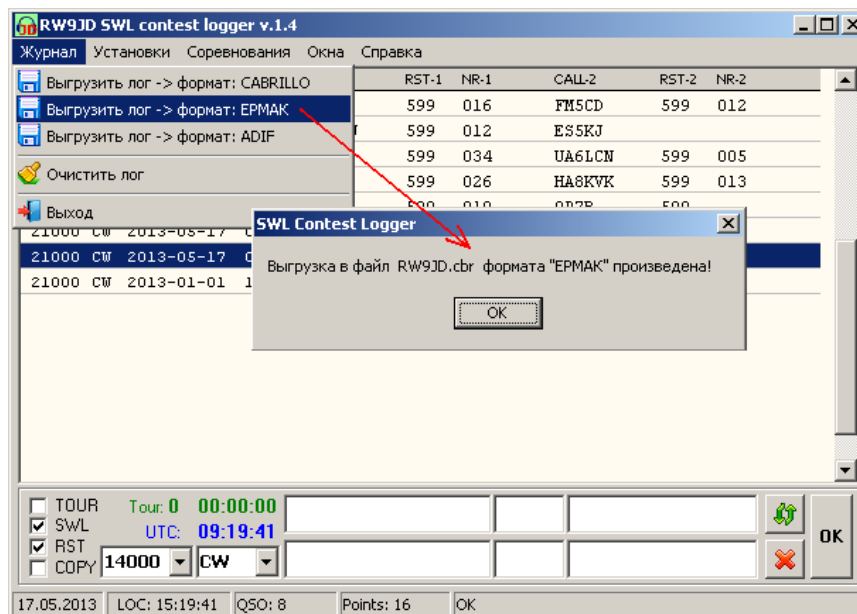 RW9JD SWL contest logger v.1.4
Журнал Установки Соревнования Окна Справка
Выгрузить лог -> формат: CABRILLO
Выгрузить лог -> формат: ЕРМАК
Выгрузить лог -> формат: ADIF
Очистить лог
Выход
RST-1 NR-1 CALL-2 RST-2 NR-2
599 016 FM5CD 599 012
599 012 ES5KJ
599 034 UA6LCN 599 005
599 026 HA8KVK 599 013
21000 CW 2013-05-17
21000 CW 2013-05-17
21000 CW 2013-01-01 1
SWL Contest Logger
Выгрузка в файл RW9JD.cbr формата "ЕРМАК" произведена!
OK
TOUR Tour: 0 00:00:00
SWL UTC: 09:19:41
RST
COPY 14000 CW
OK
17.05.2013 LOC: 15:19:41 QSO: 8 Points: 16 OK